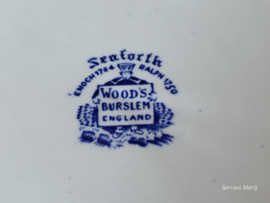 Seaforth
ENOCH 1784 RALPH 1750
WOOD'S
BURSLEM
ENGLAND
Servies Merij